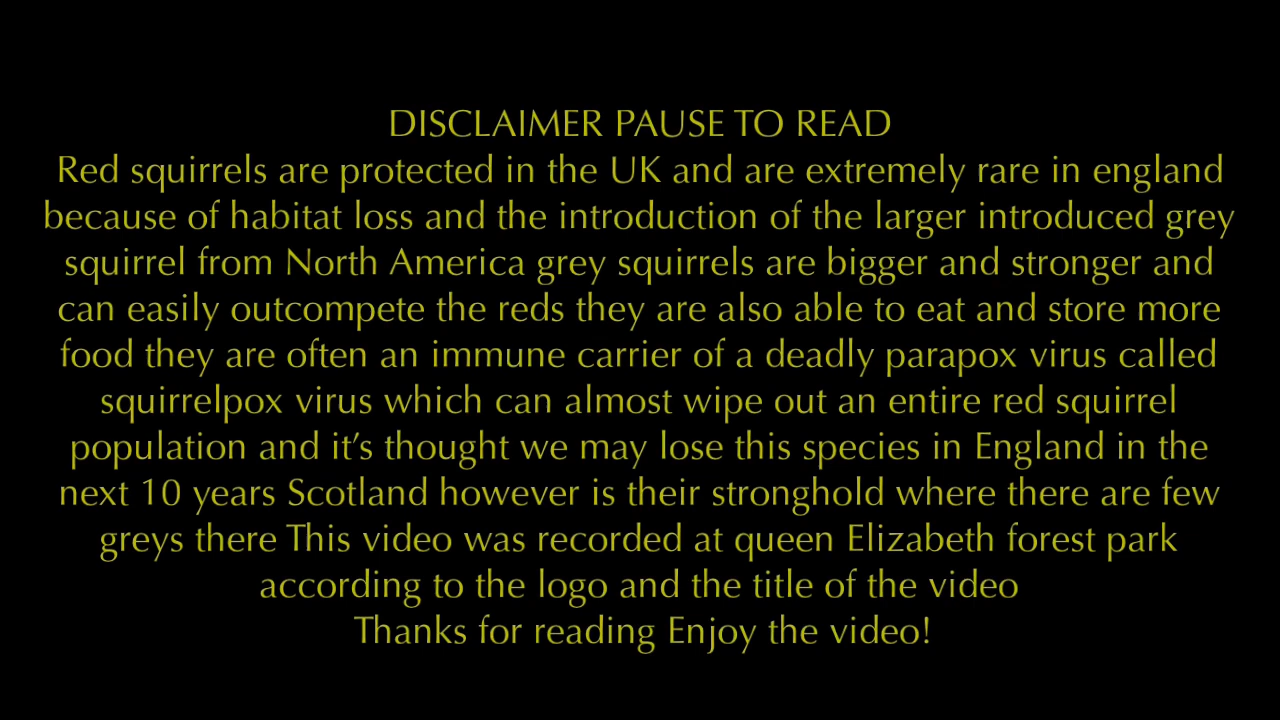 DISCLAIMER PAUSE TO READ
Red squirrels are protected in the UK and are extremely rare in england
because of habitat loss and the introduction of the larger introduced grey
squirrel from North America grey squirrels are bigger and stronger and
can easily outcompete the reds they are also able to eat and store more
food they are often an immune carrier of a deadly parapox virus called
squirrelpox virus which can almost wipe out an entire red squirrel
population and it’s thought we may lose this species in England in the
next 10 years Scotland however is their stronghold where there are few
greys there This video was recorded at queen Elizabeth forest park
according to the logo and the title of the video
Thanks for reading Enjoy the video!